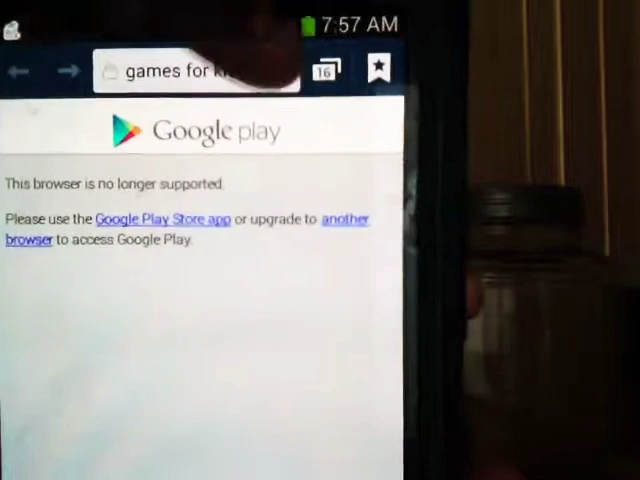 7:57 AM
games for
16
Google play
This browser is no longer supported.
Please use the Google Play Store app or upgrade to another
browser to access Google Play.